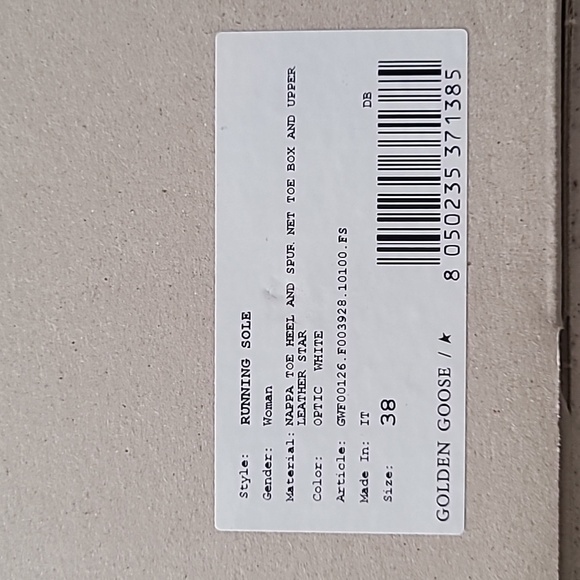 Style: RUNNING SOLE
Gender: Woman
Material: NAPPA TOE HEEL AND SPUR NET TOE BOX AND UPPER
LEATHER STAR
Color: OPTIC WHITE
Article: GWF00126.F003928.10100.FS
Made In: IT DB
Size: 38
8 050235 371385
GOLDEN GOOSE / ★